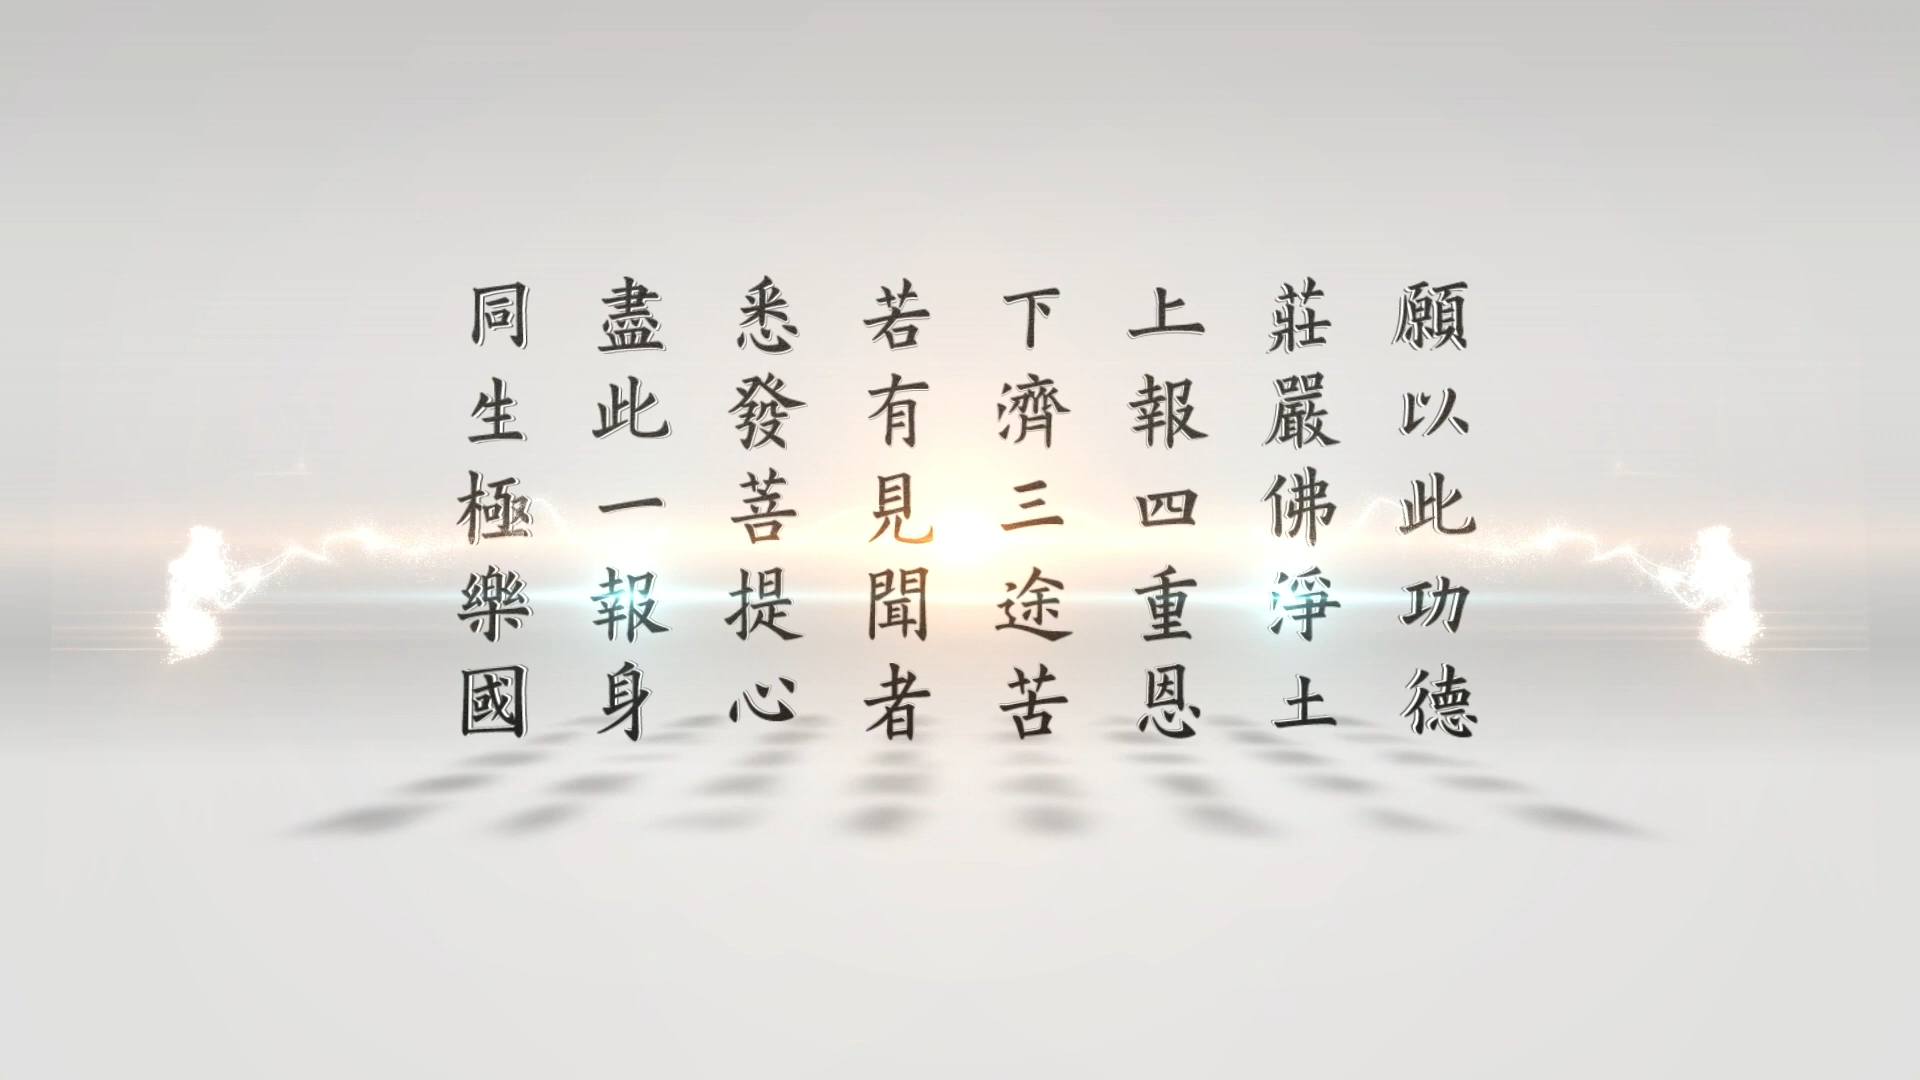 願以此功德
莊嚴佛淨土
上報四重恩
下濟三途苦
若有見聞者
悉發菩提心
盡此一報身
同生極樂國